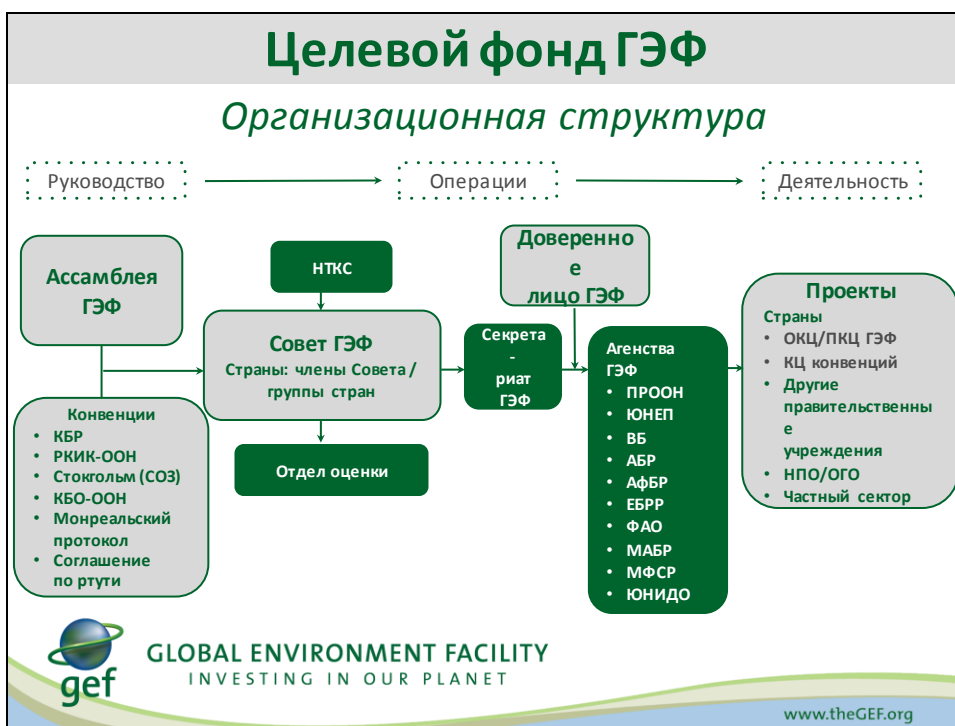 Целевой фонд ГЭФ
Организационная структура
Руководство
Операции
Деятельность
Ассамблея
ГЭФ
НТКС
Доверенно
е
лицо ГЭФ
Совет ГЭФ
Страны: члены Совета /
группы стран
Секрета
-
риат
ГЭФ
Отдел оценки
Конвенции
• КБР
• РКИК-ООН
• Стокгольм (СОЗ)
• КБО-ООН
• Монреальский
протокол
• Соглашение
по ртути
Агенства
ГЭФ
• ПРООН
• ЮНЕП
• ВБ
• АБР
• АфБР
• ЕБРР
• ФАО
• МАБР
• МФСР
• ЮНИДО
Проекты
Страны
• ОКЦ/ПКЦ ГЭФ
• КЦ конвенций
• Другие
правительственны
е
учреждения
• НПО/ОГО
• Частный сектор
gef
GLOBAL ENVIRONMENT FACILITY
INVESTING IN OUR PLANET
www.theGEF.org